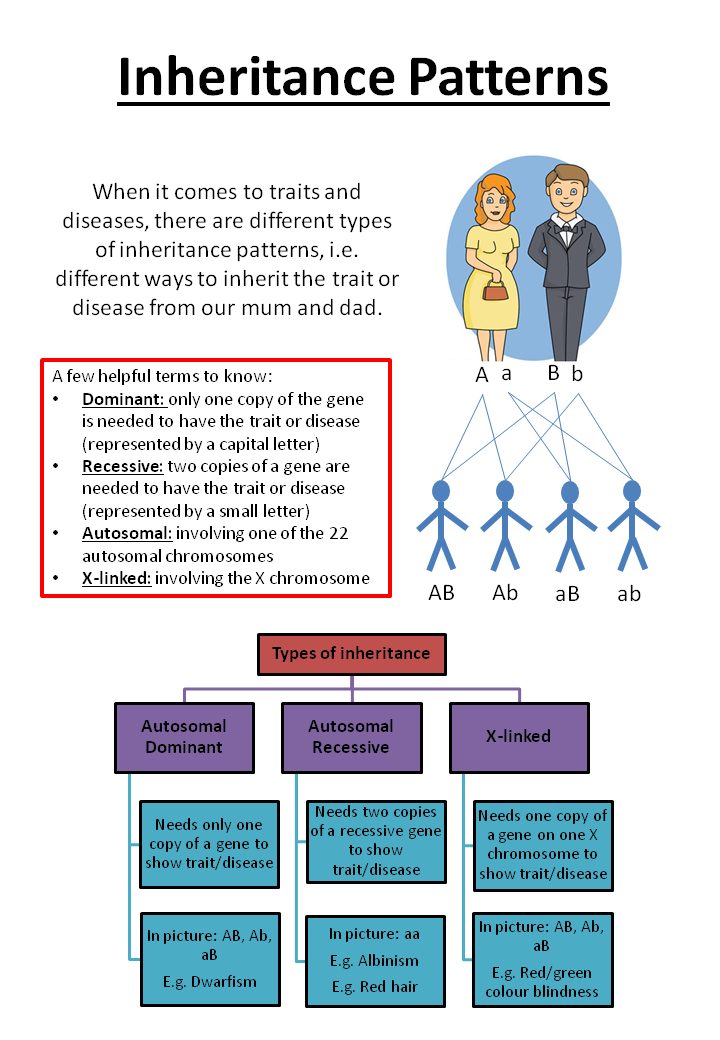 Inheritance Patterns
When it comes to traits and
diseases, there are different types
of inheritance patterns, i.e.
different ways to inherit the trait or
disease from our mum and dad.
A few helpful terms to know:
• Dominant: only one copy of the gene
is needed to have the trait or disease
(represented by a capital letter)
• Recessive: two copies of a gene are
needed to have the trait or disease
(represented by a small letter)
• Autosomal: involving one of the 22
autosomal chromosomes
• X-linked: involving the X chromosome
A a B b
AB Ab aB ab
Types of inheritance
Autosomal
Dominant
Needs only one
copy of a gene to
show trait/disease
In picture: AB, Ab,
aB
E.g. Dwarfism
Autosomal
Recessive
Needs two copies
of a recessive gene
to show
trait/disease
In picture: aa
E.g. Albinism
E.g. Red hair
X-linked
Needs one copy of
a gene on one X
chromosome to
show trait/disease
In picture: AB, Ab,
aB
E.g. Red/green
colour blindness